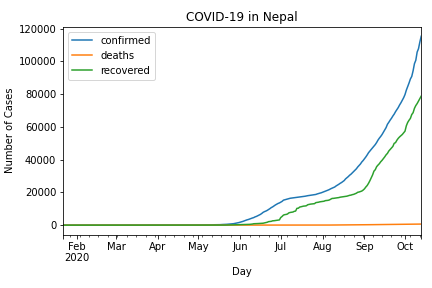 COVID-19 in Nepal
confirmed
deaths
recovered
Number of Cases
120000
100000
80000
60000
40000
20000
0
Feb Mar Apr May Jun Jul Aug Sep Oct
2020
Day